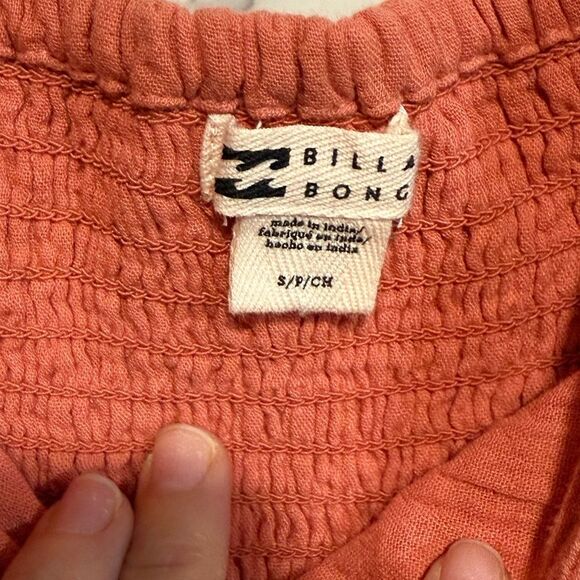 BILLA
BONG
made in india/
fabriqué en inde/
hecho en india
S/P/CH